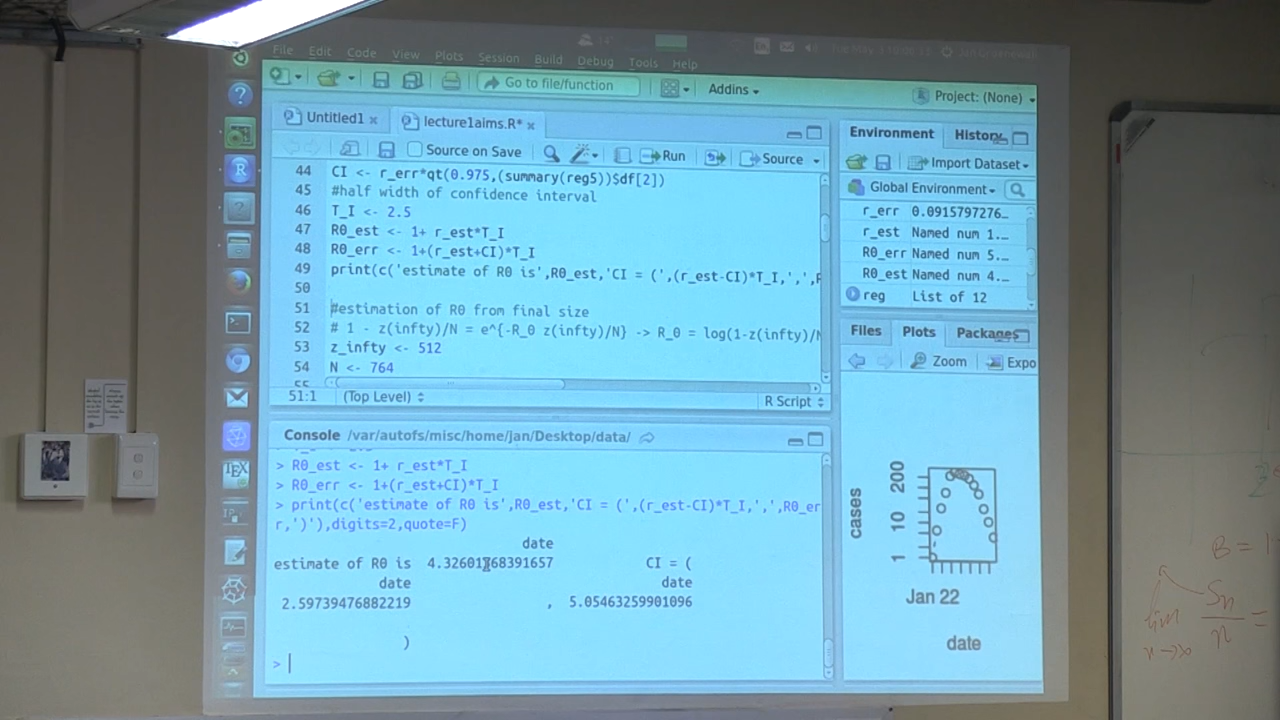 File Edit Code View Plots Session Build Debug Tools Help
Go to file/function Addins Project: (None)
Untitled1 lecture1aims.R*
Source on Save Run Source
44 CI <- r_err*qt(0.975,(summary(reg5))$df[2])
45 #half width of confidence interval
46 T_I <- 2.5
47 R0_est <- 1+ r_est*T_I
48 R0_err <- 1+(r_est+CI)*T_I
49 print(c('estimate of R0 is',R0_est,'CI = (',(r_est-CI)*T_I,',',
50
51 #estimation of R0 from final size
52 # 1 - z(infty)/N = e^{-R_0 z(infty)/N} -> R_0 = log(1-z(infty)/
53 z_infty <- 512
54 N <- 764
55
51:1 (Top Level) R Script
Console /var/autofs/misc/home/jan/Desktop/data/
> R0_est <- 1+ r_est*T_I
> R0_err <- 1+(r_est+CI)*T_I
> print(c('estimate of R0 is',R0_est,'CI = (',(r_est-CI)*T_I,',',R0_er
r,')'),digits=2,quote=F)
date
estimate of R0 is 4.32601768391657 CI = (
date date
2.59739476882219 , 5.05463259901096
)
>
Environment History
Import Dataset
Global Environment
r_err 0.0915797276…
r_est Named num 1.…
R0_err Named num 5.…
R0_est Named num 4.…
reg List of 12
Files Plots Packages
Zoom Expo
cases
200
10
1
Jan 22
date
TEX
B = 1
lim
n→∞
Sn
n
=